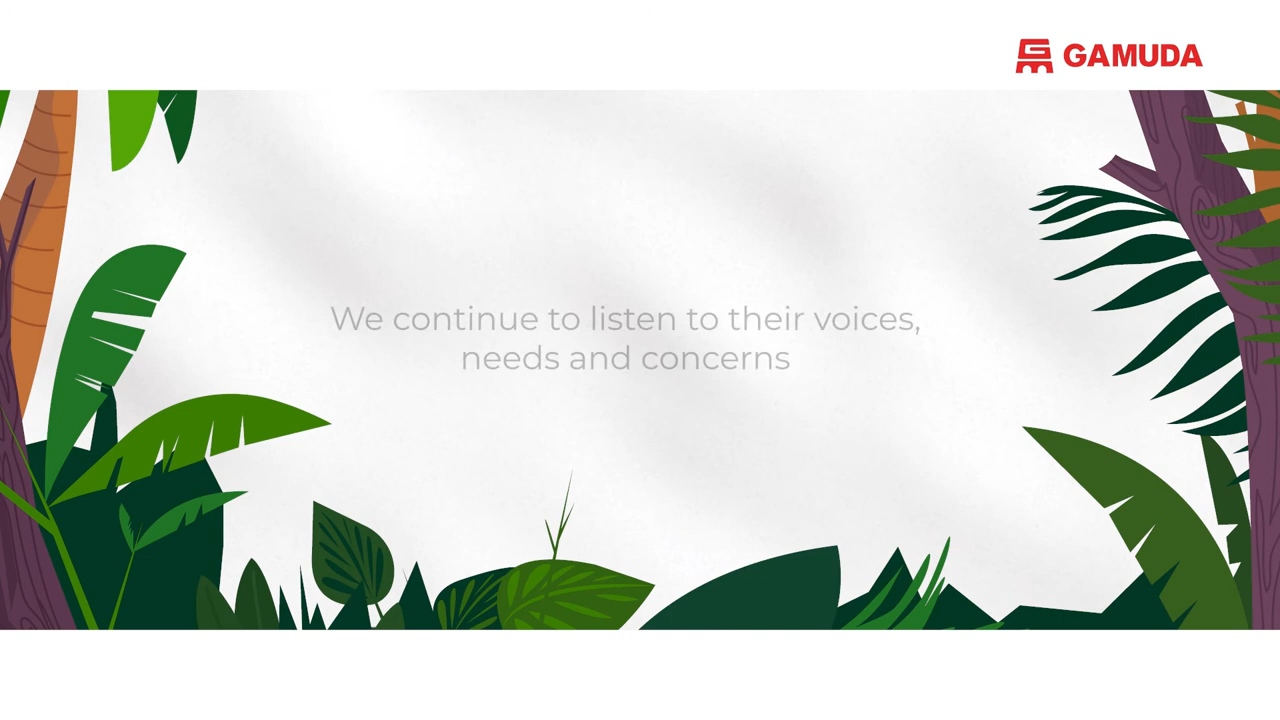 GAMUDA
We continue to listen to their voices,
needs and concerns